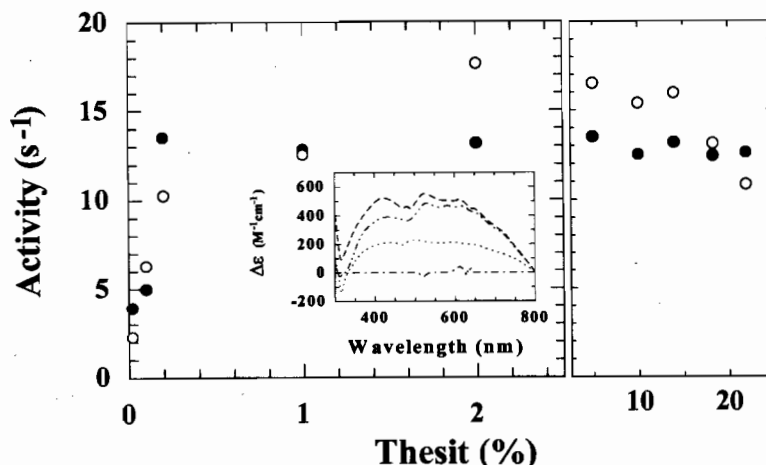 20
15
10
5
0
Activity (s⁻¹)
600
400
200
0
-200
Δε (M⁻¹cm⁻¹)
400 600 800
Wavelength (nm)
0 1 2 10 20
Thesit (%)